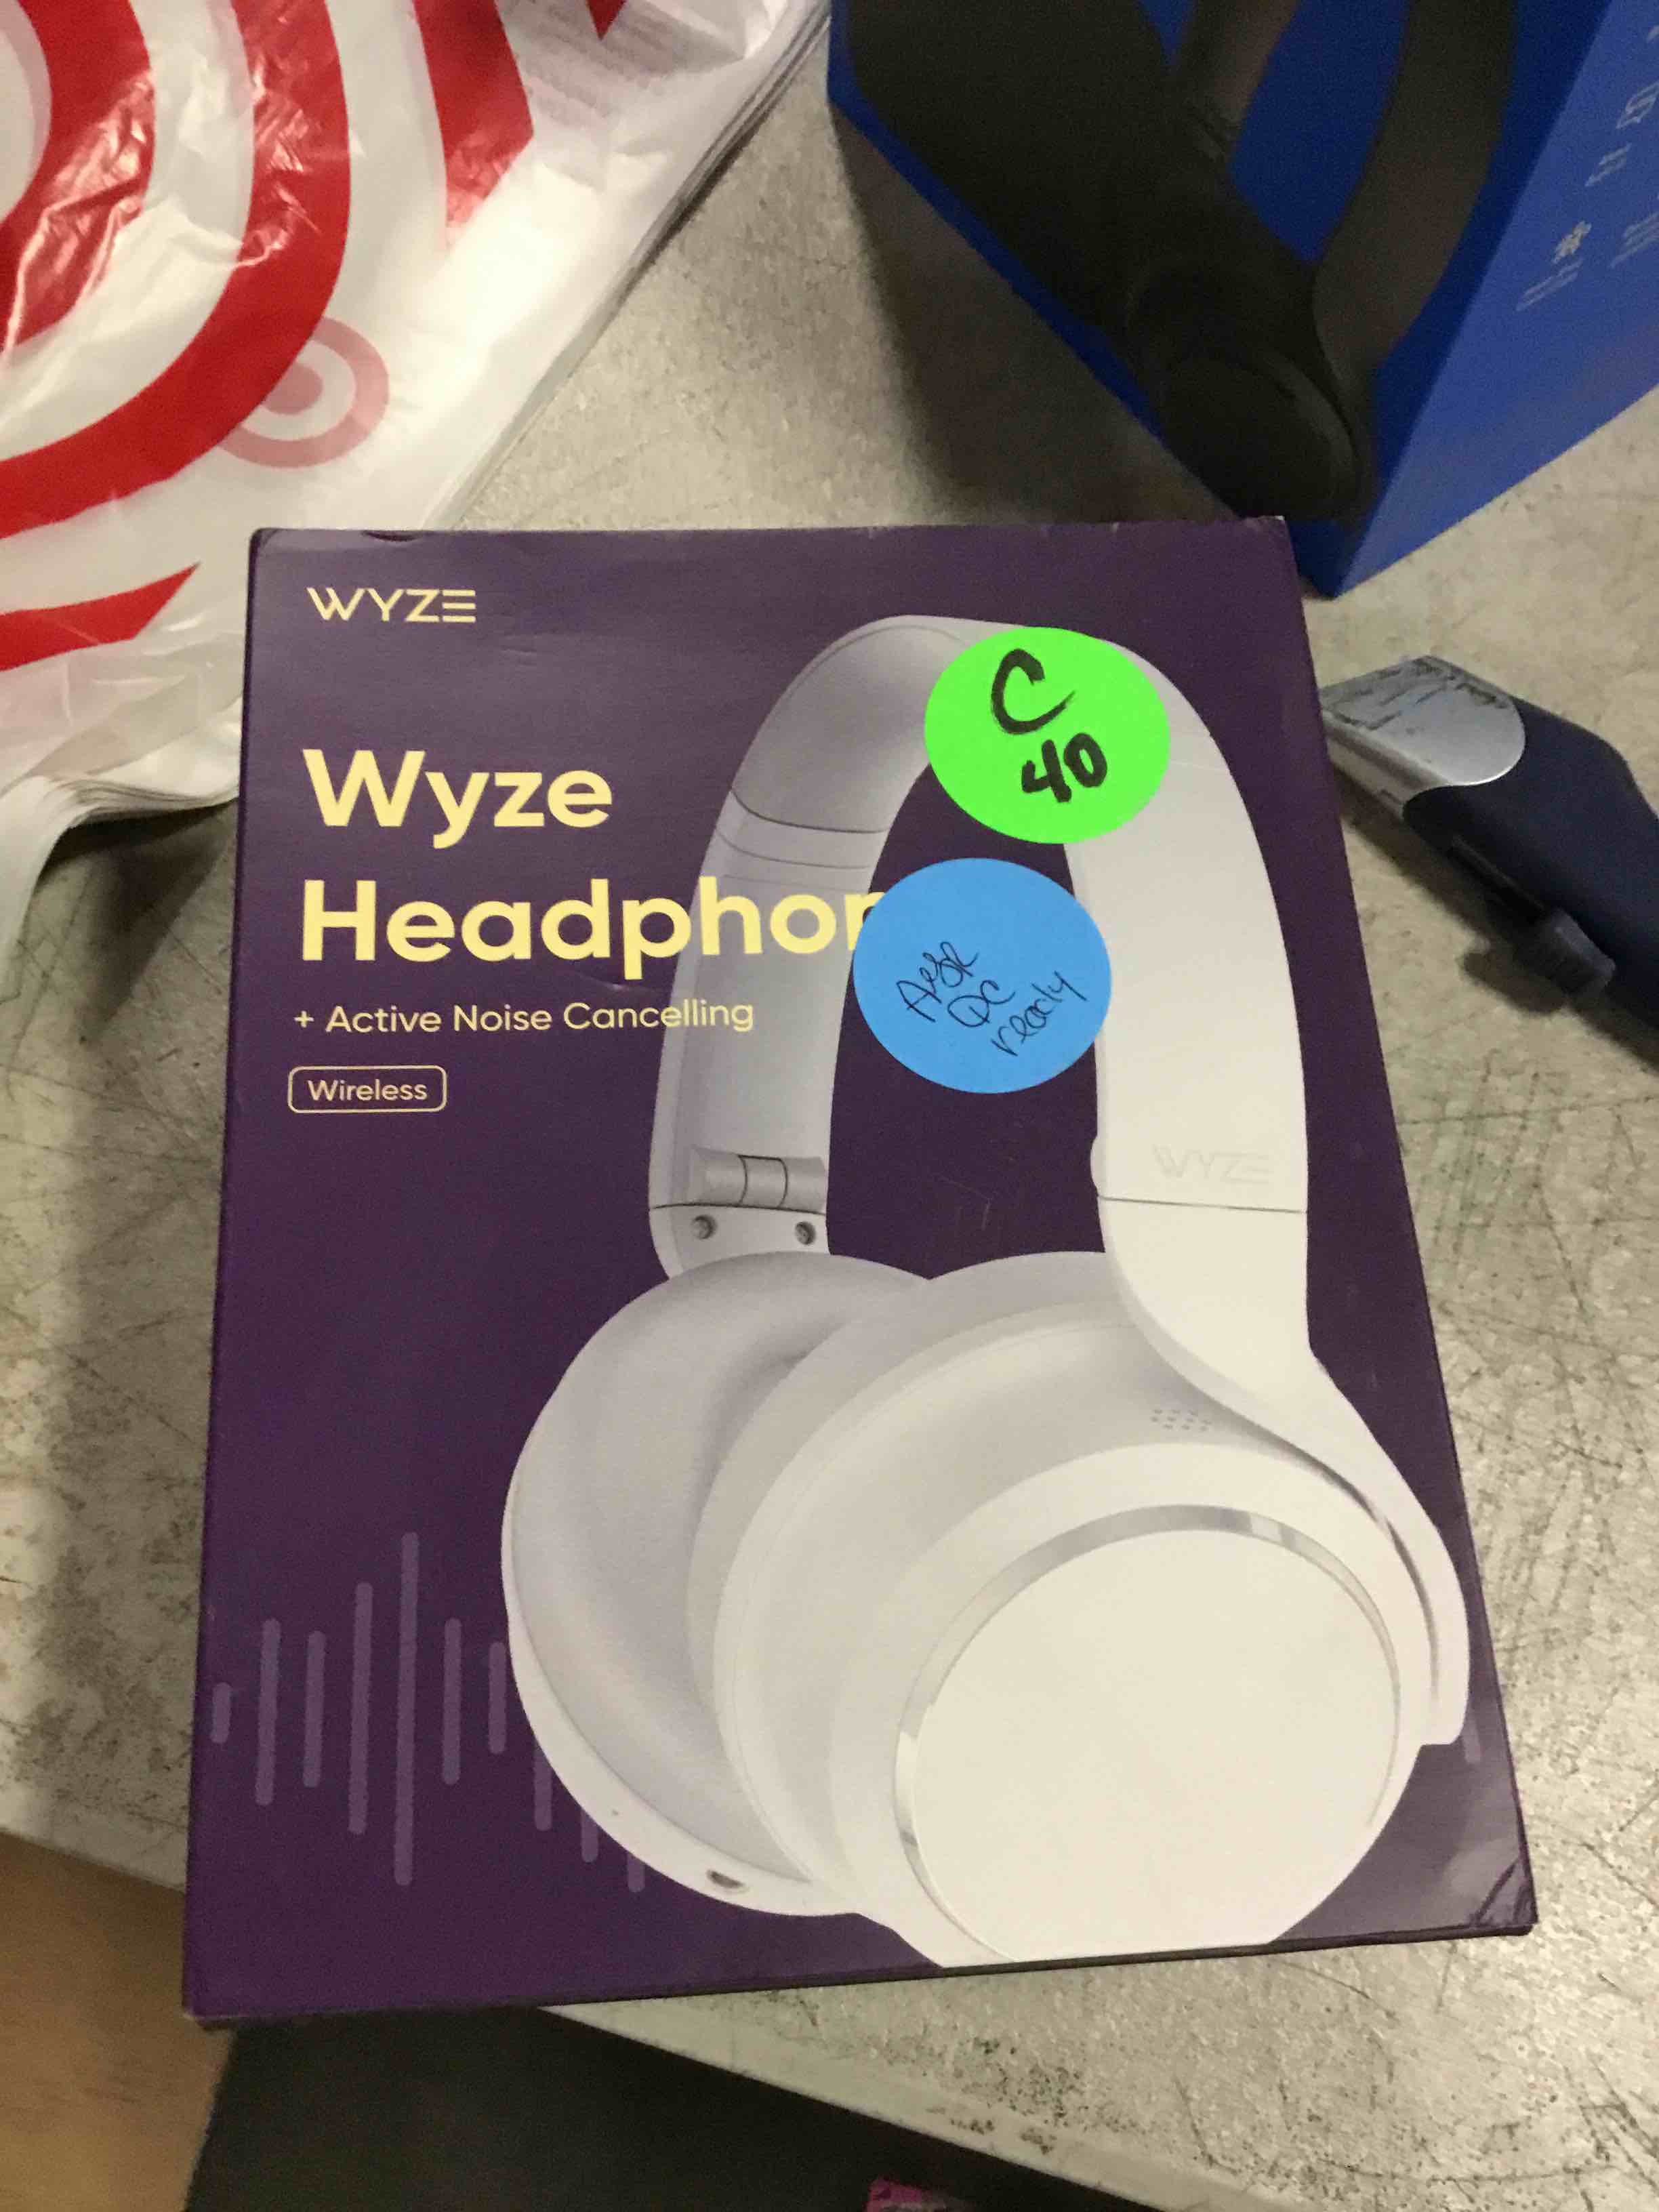 WYZE
C
40
Wyze
Headphon
QC
ready
+ Active Noise Cancelling
Wireless
WYZE